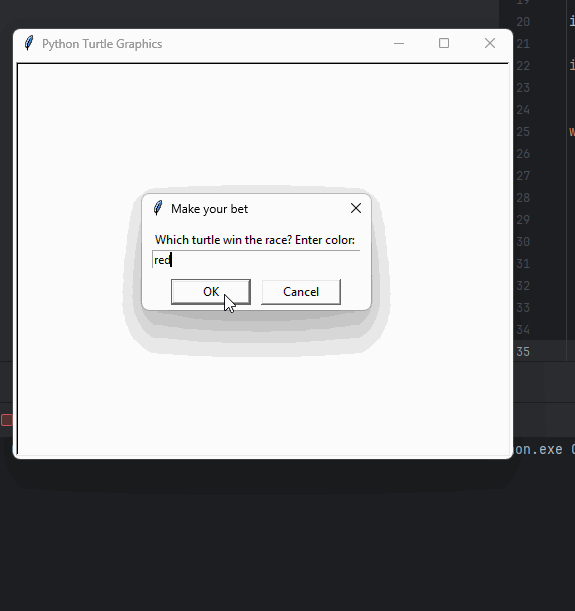 19
20 i
21
22 i
23
24
25 w
26
27
28
29
30
31
32
33
34
35
Python Turtle Graphics
Make your bet
Which turtle win the race? Enter color:
red
OK Cancel
on.exe